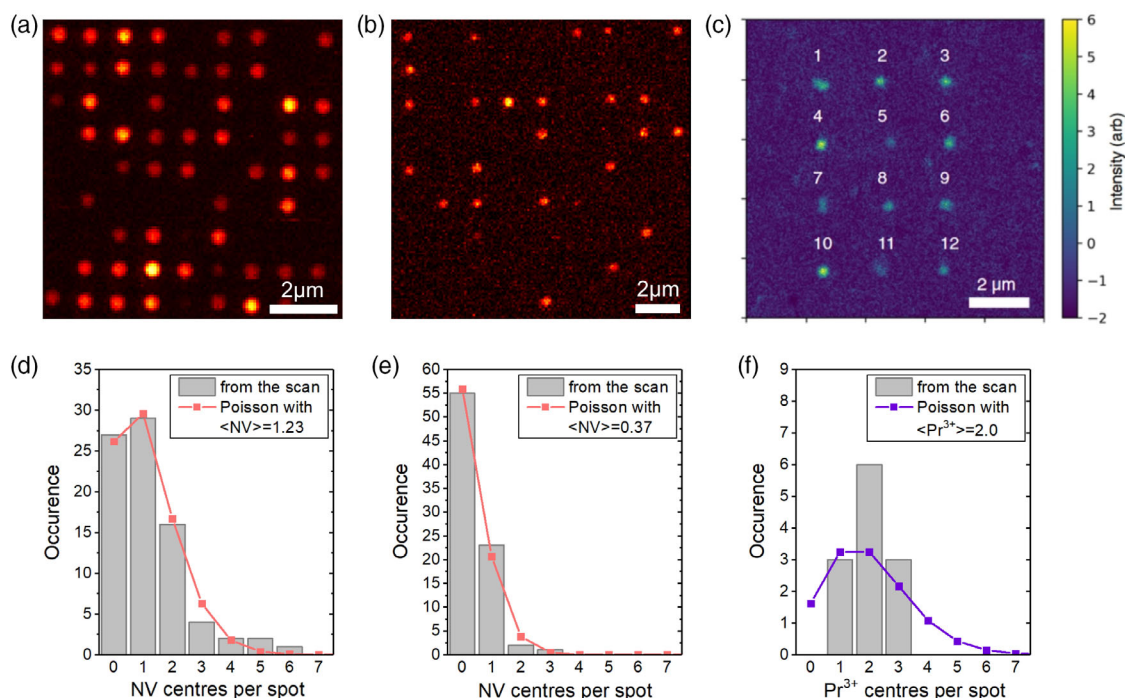 (a)
2μm
(b)
2μm
(c)
1 2 3
4 5 6
7 8 9
10 11 12
2 μm
6
5
4
3
2
1
0
−1
−2
Intensity (arb)
(d)
35
30
25
20
15
10
5
0
Occurence
from the scan
Poisson with
<NV>=1.23
0 1 2 3 4 5 6 7
NV centres per spot
(e)
60
55
50
45
40
35
30
25
20
15
10
5
0
Occurence
from the scan
Poisson with
<NV>=0.37
0 1 2 3 4 5 6 7
NV centres per spot
(f)
9
8
7
6
5
4
3
2
1
0
Occurence
from the scan
Poisson with
<Pr³⁺>=2.0
0 1 2 3 4 5 6 7
Pr³⁺ centres per spot